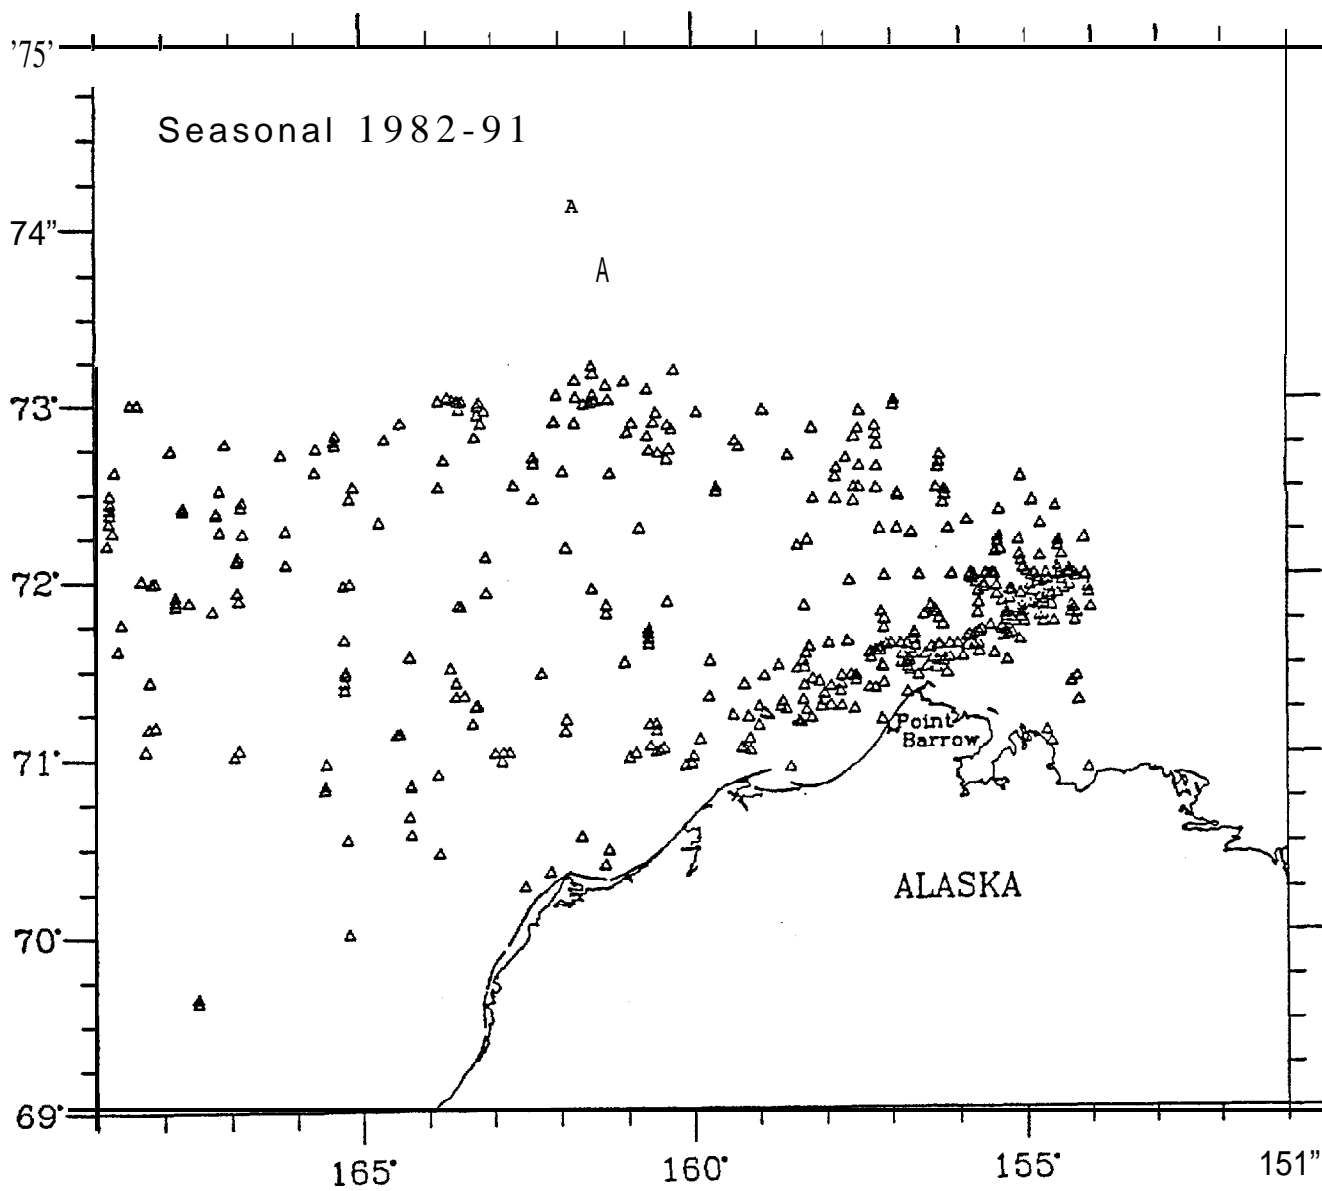 '75'
Seasonal 1982-91
A
74"
A
73°
72°
71°
Point
Barrow
ALASKA
70°
69°
165° 160° 155° 151"